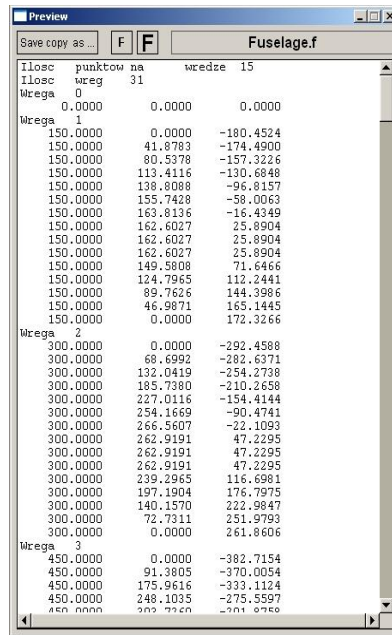 Preview
Save copy as ... F F Fuselage.f
Ilosc punktow na wredze 15
Ilosc wreg 31
Wrega 0
0.0000 0.0000 0.0000
Wrega 1
150.0000 0.0000 -180.4524
150.0000 41.8783 -174.4900
150.0000 80.5378 -157.3226
150.0000 113.4116 -130.6848
150.0000 138.8088 -96.8157
150.0000 155.7428 -58.0063
150.0000 163.8136 -16.4349
150.0000 162.6027 25.8904
150.0000 162.6027 25.8904
150.0000 162.6027 25.8904
150.0000 149.5808 71.6466
150.0000 124.7965 112.2441
150.0000 89.7626 144.3986
150.0000 46.9871 165.1445
150.0000 0.0000 172.3266
Wrega 2
300.0000 0.0000 -292.4588
300.0000 68.6992 -282.6371
300.0000 132.0419 -254.2738
300.0000 185.7380 -210.2658
300.0000 227.0116 -154.4144
300.0000 254.1669 -90.4741
300.0000 266.5607 -22.1093
300.0000 262.9191 47.2295
300.0000 262.9191 47.2295
300.0000 262.9191 47.2295
300.0000 239.2965 116.6981
300.0000 197.1904 176.7975
300.0000 140.1570 222.9847
300.0000 72.7311 251.9793
300.0000 0.0000 261.8606
Wrega 3
450.0000 0.0000 -382.7154
450.0000 91.3805 -370.0054
450.0000 175.9616 -333.1124
450.0000 248.1035 -275.5597
450.0000